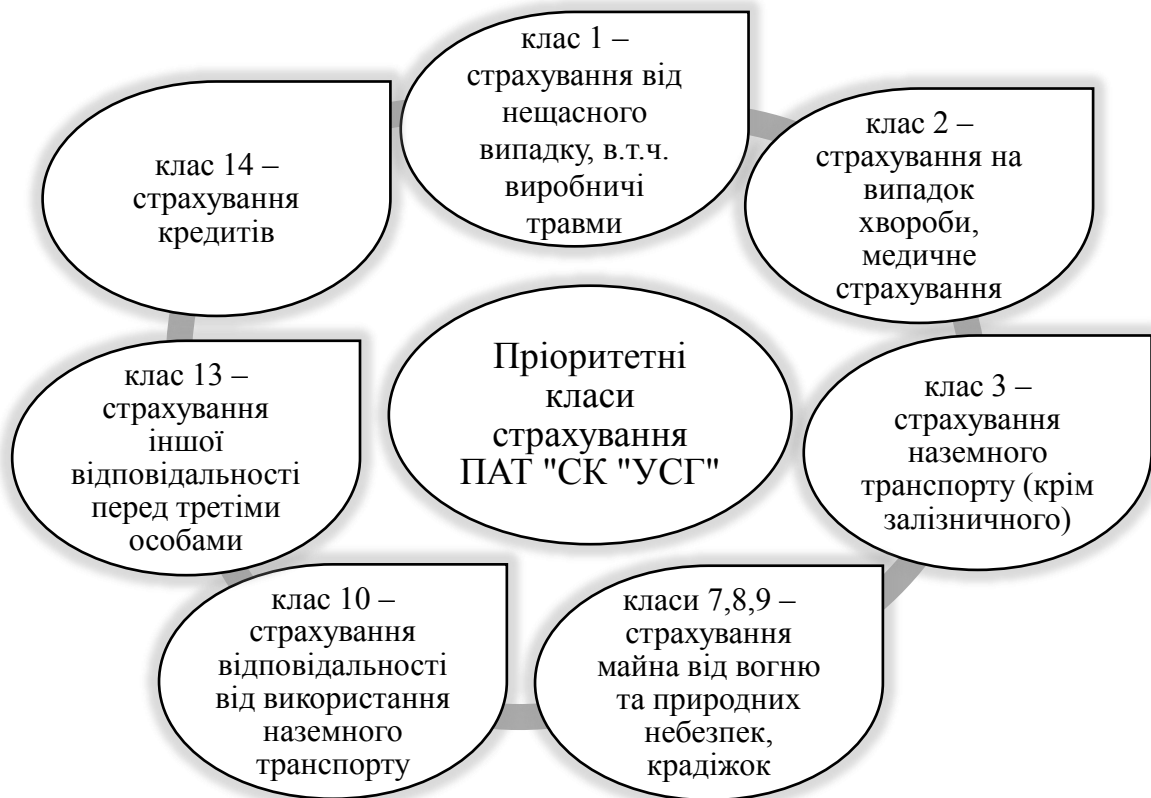 клас 1 –
страхування від
нещасного
випадку, в.т.ч.
виробничі
травми
клас 2 –
страхування на
випадок
хвороби,
медичне
страхування
клас 3 –
страхування
наземного
транспорту (крім
залізничного)
класи 7,8,9 –
страхування
майна від вогню
та природних
небезпек,
крадіжок
клас 10 –
страхування
відповідальності
від використання
наземного
транспорту
клас 13 –
страхування
іншої
відповідальності
перед третіми
особами
клас 14 –
страхування
кредитів
Пріоритетні
класи
страхування
ПАТ "СК "УСГ"